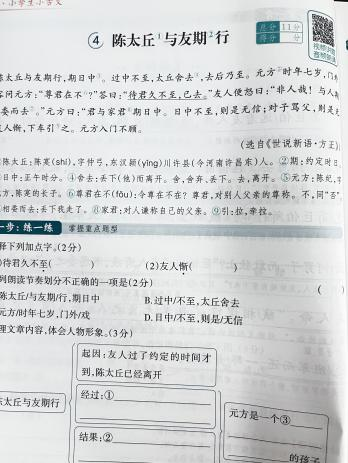 ·小学生小古文
④ 陈太丘¹与友期²行
总分 11分
得分 分
陈太丘与友期行,期日中³。过中不至,太丘舍去⁴,去后乃至。元方⁵时年七岁,门外
客问元方:“尊君在不⁶?”答曰:“待君久不至,已去。”友人便怒曰:“非人哉!与人期
委而去⁷。”元方曰:“君与家君⁸期日中。日中不至,则是无信;对子骂父,则是无
友人惭,下车引⁹之。元方入门不顾。
(选自《世说新语·方正》)
①陈太丘:陈寔(shí),字仲弓,东汉颍(yǐng)川许县(今河南许昌东)人。②期:约定时日
日中:正午时分。④舍去:丢下(他)而离开。舍,舍弃、丢下。去,离开。⑤元方:陈纪,字
方,陈寔的长子。⑥尊君在不(fǒu):令尊在不在?尊君,对别人父亲的尊称。不,同“否”
相委而去:丢下我走了。⑧家君:对人谦称自己的父亲。⑨引:拉,牵拉。
一步:练一练 掌握重点题型
释下列加点字。(2分)
)待君久不至( ) (2)友人惭( )
列朗读节奏划分不正确的一项是(2分) ( )
陈太丘/与友期行,期日中 B.过中/不至,太丘舍去
元方/时年七岁,门外/戏 D.日中/不至,则是/无信
理文章内容,体会人物形象。(3分)
起因:友人过了约定的时间才
到,陈太丘已经离开
陈太丘与友期行
经过:①
元方是一个③
的孩子
结果:②